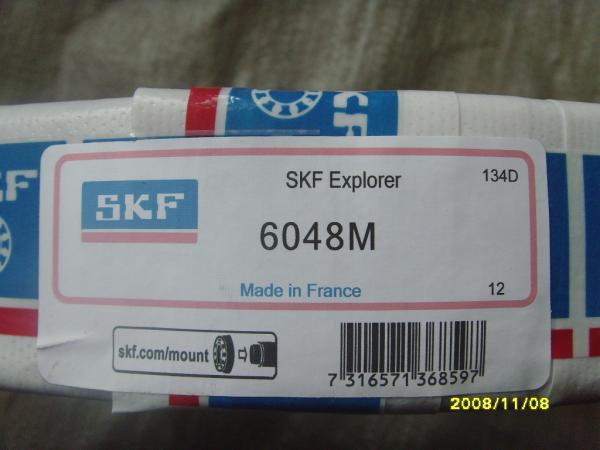 SKF
SKF Explorer
134D
6048M
Made in France
12
skf.com/mount
7 316571 368597
2008/11/08